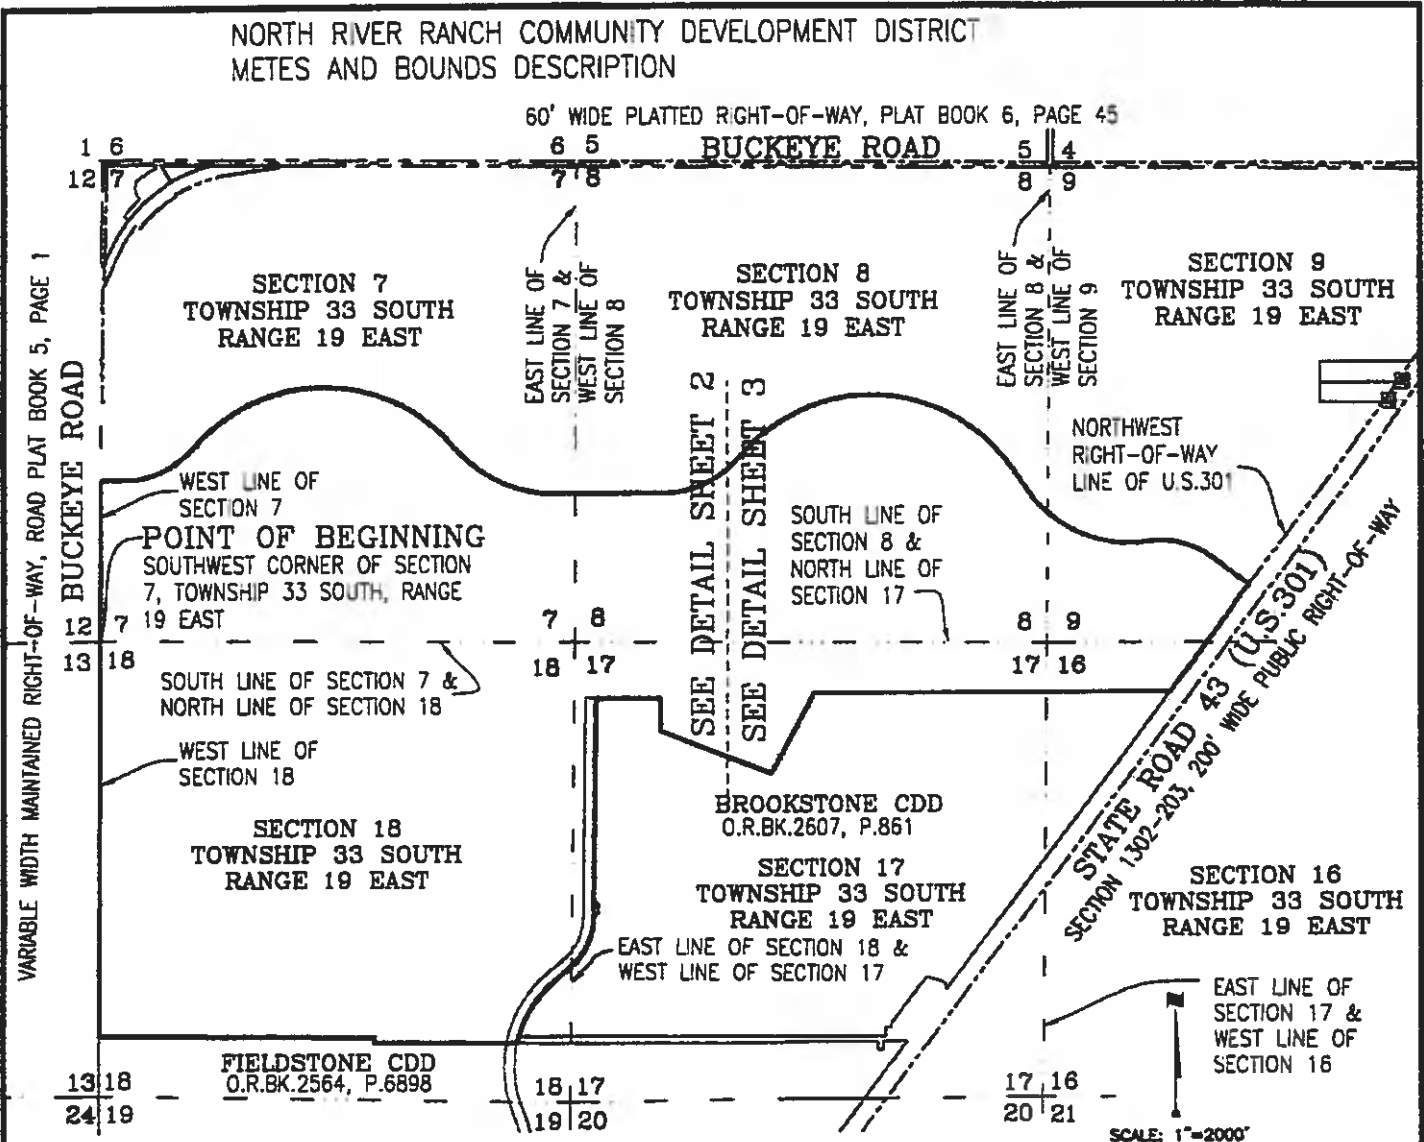 NORTH RIVER RANCH COMMUNITY DEVELOPMENT DISTRICT
METES AND BOUNDS DESCRIPTION
60' WIDE PLATTED RIGHT-OF-WAY, PLAT BOOK 6, PAGE 45
BUCKEYE ROAD
1 6
12 7
6 5
7 8
5 4
8 9
VARIABLE WIDTH MAINTAINED RIGHT-OF-WAY, ROAD PLAT BOOK 5, PAGE 1
BUCKEYE ROAD
SECTION 7
TOWNSHIP 33 SOUTH
RANGE 19 EAST
EAST LINE OF
SECTION 7 &
WEST LINE OF
SECTION 8
SECTION 8
TOWNSHIP 33 SOUTH
RANGE 19 EAST
EAST LINE OF
SECTION 8 &
WEST LINE OF
SECTION 9
SECTION 9
TOWNSHIP 33 SOUTH
RANGE 19 EAST
SEE DETAIL SHEET 2
SEE DETAIL SHEET 3
NORTHWEST
RIGHT-OF-WAY
LINE OF U.S.301
WEST LINE OF
SECTION 7
POINT OF BEGINNING
SOUTHWEST CORNER OF SECTION
7, TOWNSHIP 33 SOUTH, RANGE
19 EAST
SOUTH LINE OF
SECTION 8 &
NORTH LINE OF
SECTION 17
12 7
13 18
7 8
18 17
8 9
17 16
SOUTH LINE OF SECTION 7 &
NORTH LINE OF SECTION 18
WEST LINE OF
SECTION 18
STATE ROAD 43 (U.S.301)
SECTION 1302-203, 200' WIDE PUBLIC RIGHT-OF-WAY
BROOKSTONE CDD
O.R.BK.2607, P.861
SECTION 18
TOWNSHIP 33 SOUTH
RANGE 19 EAST
SECTION 17
TOWNSHIP 33 SOUTH
RANGE 19 EAST
SECTION 16
TOWNSHIP 33 SOUTH
RANGE 19 EAST
EAST LINE OF SECTION 18 &
WEST LINE OF SECTION 17
EAST LINE OF
SECTION 17 &
WEST LINE OF
SECTION 16
FIELDSTONE CDD
O.R.BK.2564, P.6898
13 18
24 19
18 17
19 20
17 16
20 21
SCALE: 1"=2000'